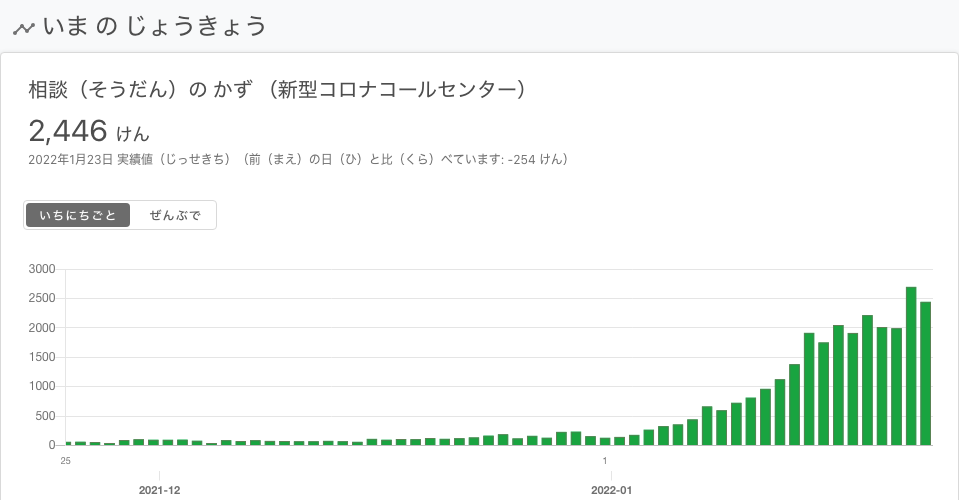 いま の じょうきょう
相談（そうだん）の かず （新型コロナコールセンター）
2,446 けん
2022年1月23日 実績値（じっせきち）（前（まえ）の日（ひ）と比（くら）べています: -254 けん）
いちにちごと ぜんぶで
3000
2500
2000
1500
1000
500
0
25 1
2021-12 2022-01